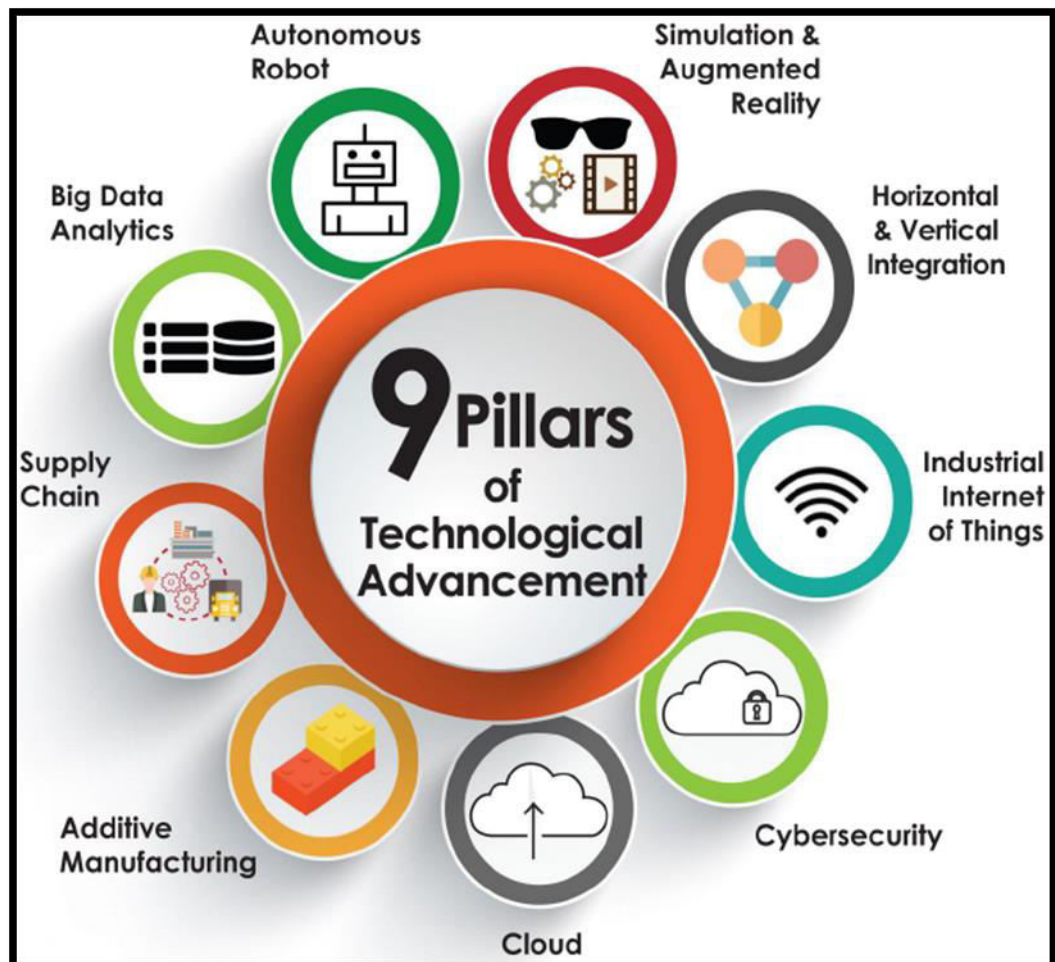 Autonomous
Robot
Simulation &
Augmented
Reality
Big Data
Analytics
Horizontal
& Vertical
Integration
9 Pillars
of
Technological
Advancement
Supply
Chain
Industrial
Internet
of Things
Additive
Manufacturing
Cybersecurity
Cloud